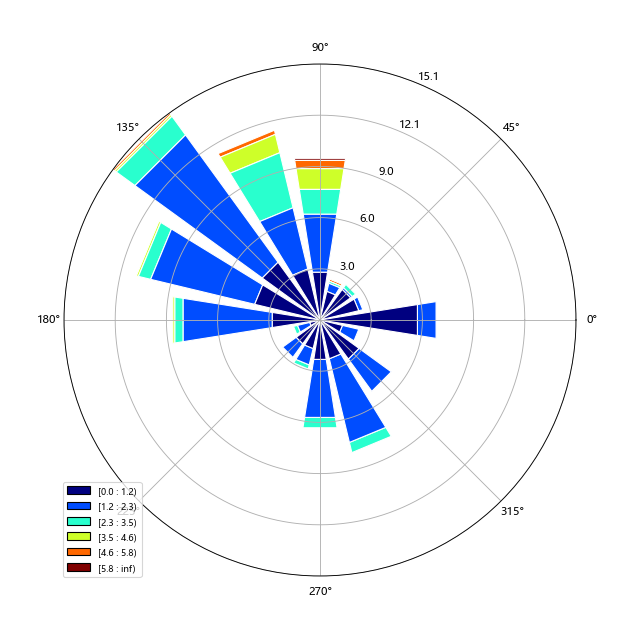 90°
15.1
135°
12.1
45°
9.0
6.0
3.0
180°
0°
[0.0 : 1.2)
[1.2 : 2.3)
225°
[2.3 : 3.5)
[3.5 : 4.6)
[4.6 : 5.8)
[5.8 : inf)
315°
270°